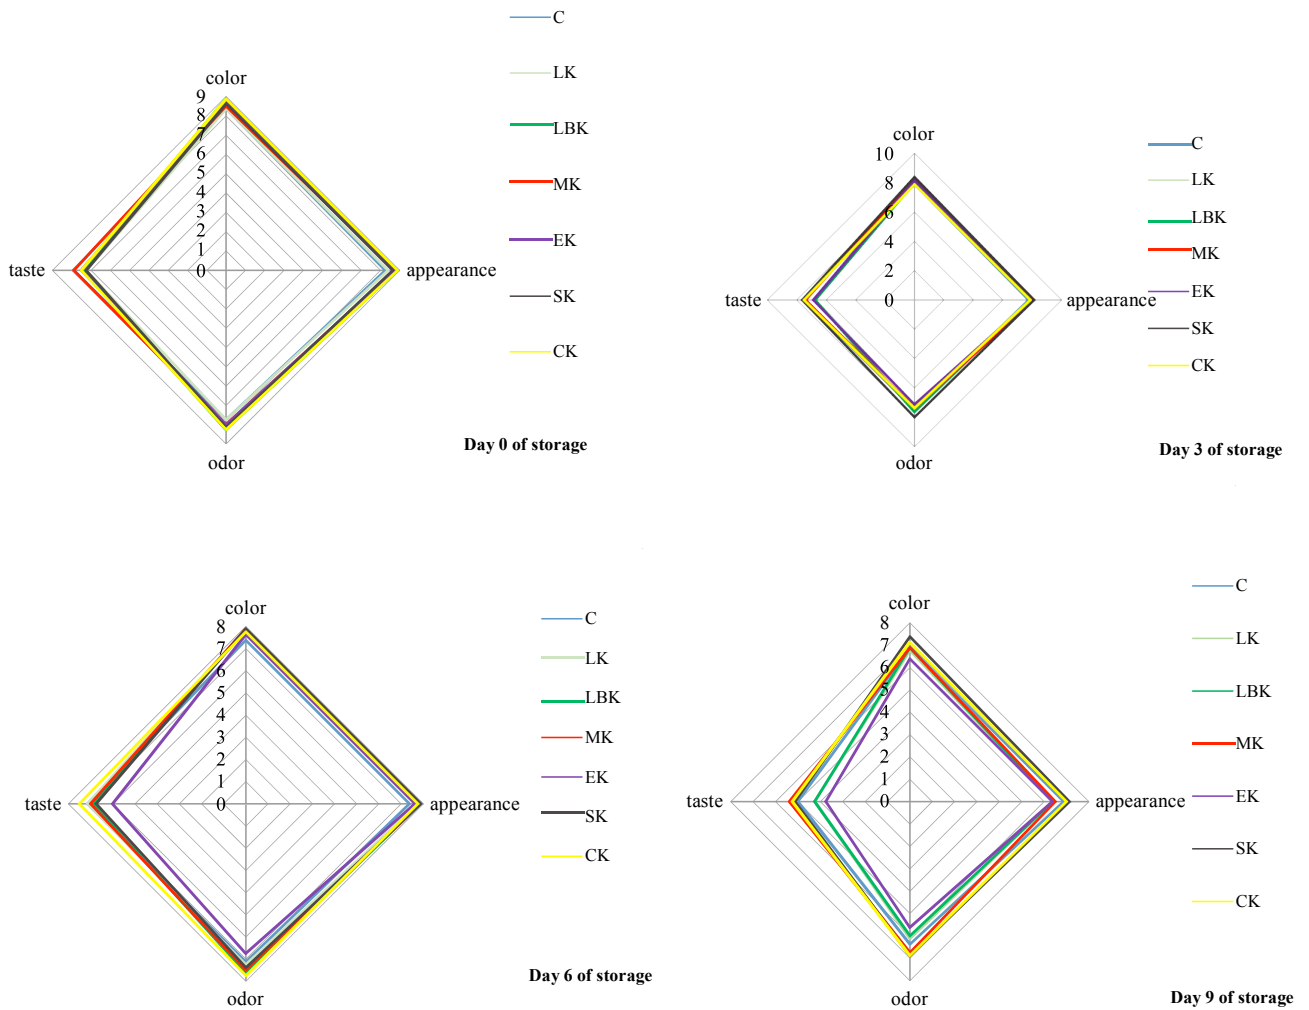 C
LK
LBK
MK
EK
SK
CK
color
9
8
7
6
5
4
3
2
1
0
taste
appearance
odor
Day 0 of storage
C
LK
LBK
MK
EK
SK
CK
color
10
8
6
4
2
0
taste
appearance
odor
Day 3 of storage
C
LK
LBK
MK
EK
SK
CK
color
8
7
6
5
4
3
2
1
0
taste
appearance
odor
Day 6 of storage
C
LK
LBK
MK
EK
SK
CK
color
8
7
6
5
4
3
2
1
0
taste
appearance
odor
Day 9 of storage